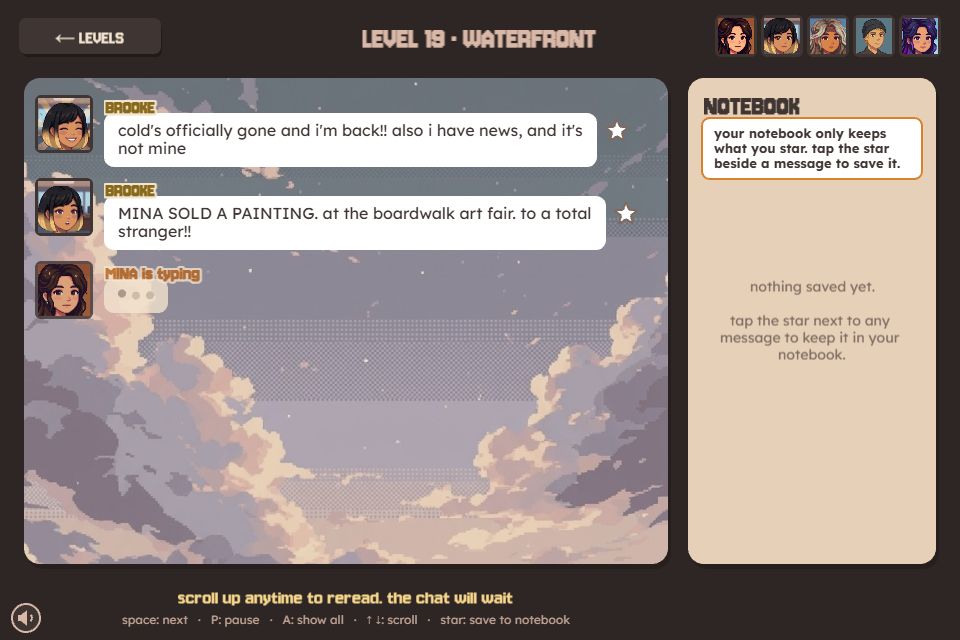 ← LEVELS
LEVEL 19 · WATERFRONT
BROOKE
cold's officially gone and i'm back!! also i have news, and it's
not mine
BROOKE
MINA SOLD A PAINTING. at the boardwalk art fair. to a total
stranger!!
MINA is typing
NOTEBOOK
your notebook only keeps
what you star. tap the star
beside a message to save it.
nothing saved yet.
tap the star next to any
message to keep it in your
notebook.
scroll up anytime to reread. the chat will wait
space: next · P: pause · A: show all · ↑↓: scroll · star: save to notebook